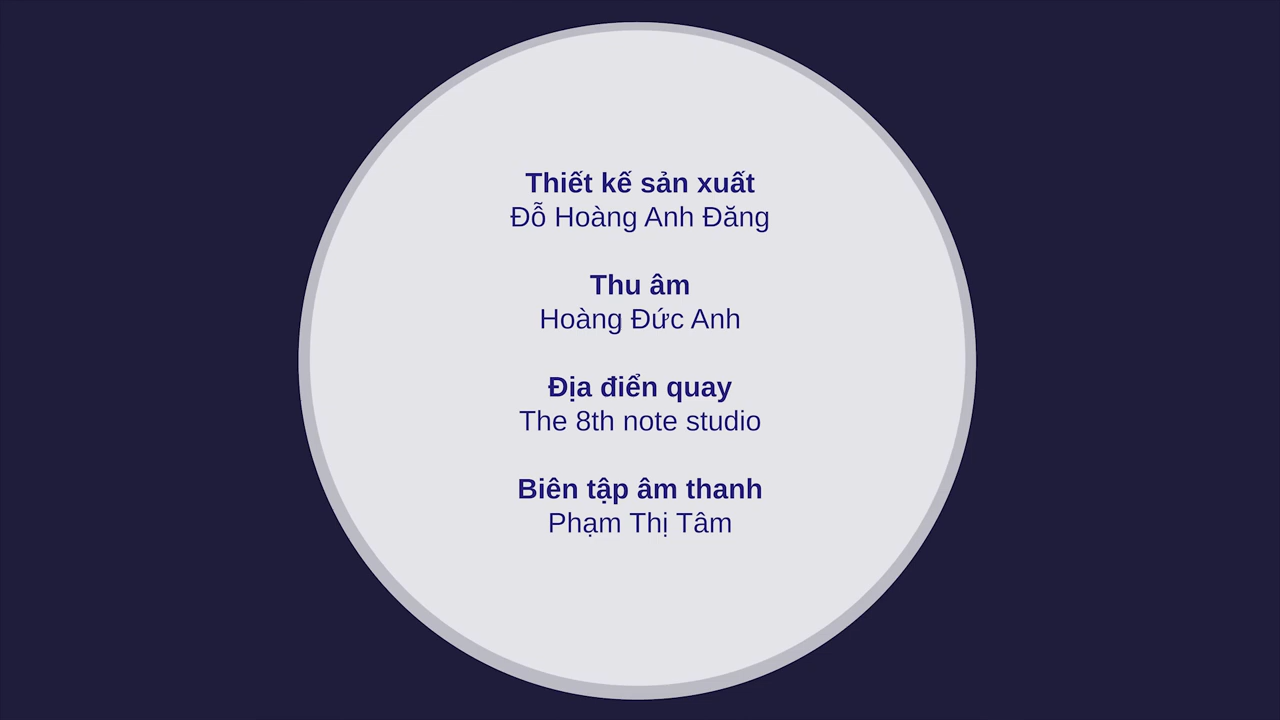 Thiết kế sản xuất
Đỗ Hoàng Anh Đăng
Thu âm
Hoàng Đức Anh
Địa điển quay
The 8th note studio
Biên tập âm thanh
Phạm Thị Tâm